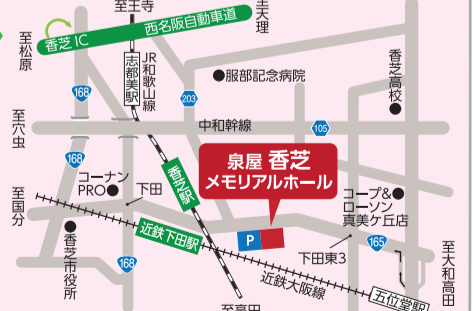 至王寺
西名阪自動車道
至天理
香芝IC
至松原
志都美駅
JR和歌山線
服部記念病院
香芝高校
168
203
至穴虫
中和幹線
105
168
泉屋 香芝
メモリアルホール
香芝駅
コーナン
PRO
下田
至国分
コープ&
ローソン
真美ケ丘店
近鉄下田駅
P
165
下田東3
香芝市役所
168
近鉄大阪線
至大和高田
五位堂駅
至高田